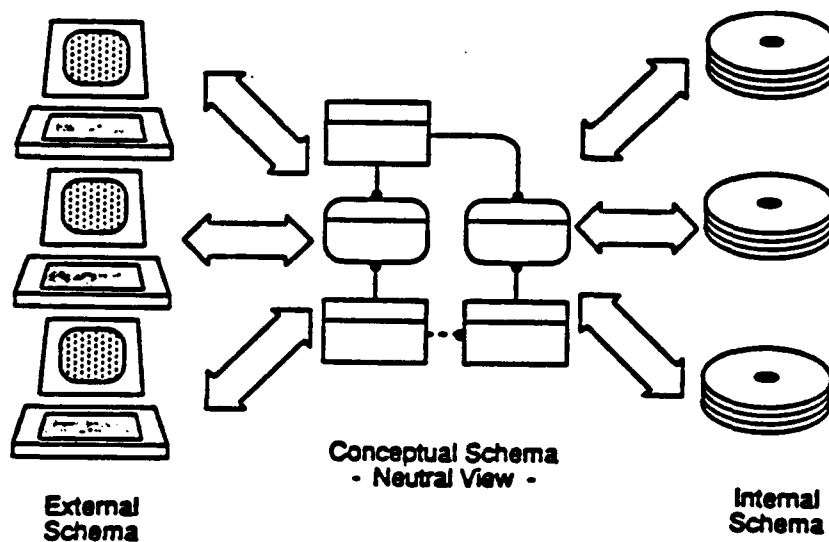 Conceptual Schema
- Neutral View -
External
Schema
Internal
Schema